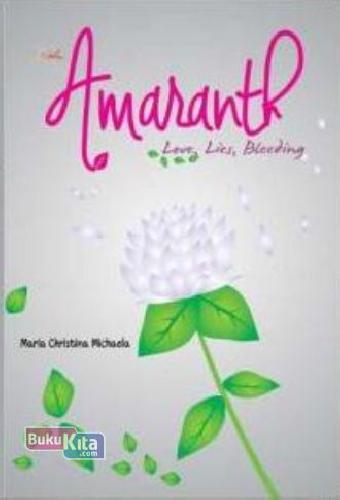 Amaranth
Love, Lies, Bleeding
Maria Christina Michaela
BukuKita
.com